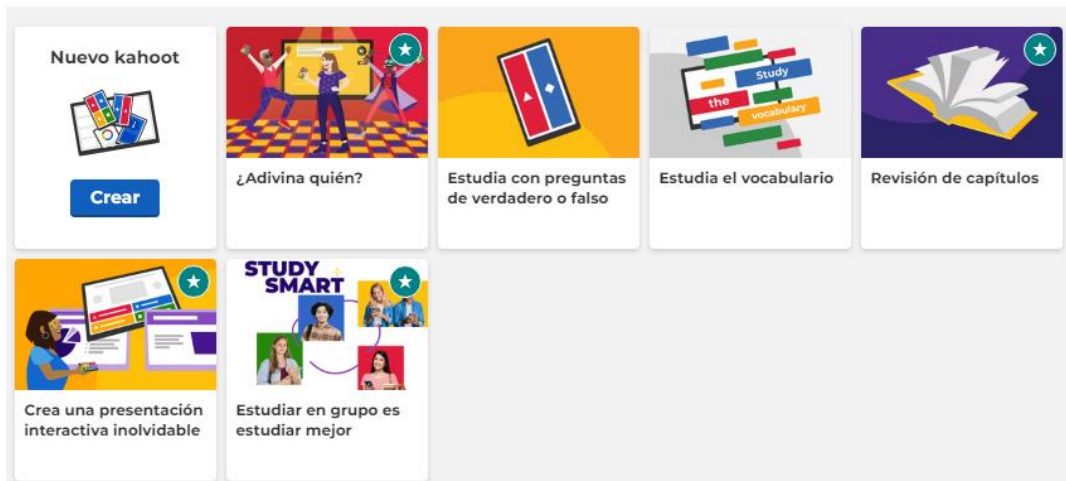 Nuevo kahoot
Crear
¿Adivina quién?
Estudia con preguntas
de verdadero o falso
Study
the
vocabulary
Estudia el vocabulario
Revisión de capítulos
Crea una presentación
interactiva inolvidable
STUDY
SMART
Estudiar en grupo es
estudiar mejor